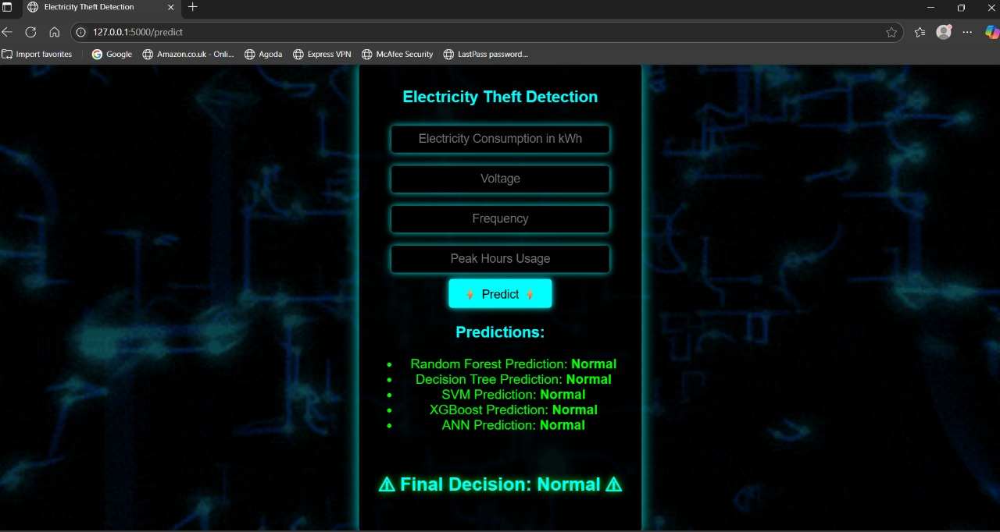 Electricity Theft Detection
127.0.0.1:5000/predict
Import favorites Google Amazon.co.uk - Onli... Agoda Express VPN McAfee Security LastPass password...
Electricity Theft Detection
Electricity Consumption in kWh
Voltage
Frequency
Peak Hours Usage
⚡ Predict ⚡
Predictions:
• Random Forest Prediction: Normal
• Decision Tree Prediction: Normal
• SVM Prediction: Normal
• XGBoost Prediction: Normal
• ANN Prediction: Normal
⚠ Final Decision: Normal ⚠